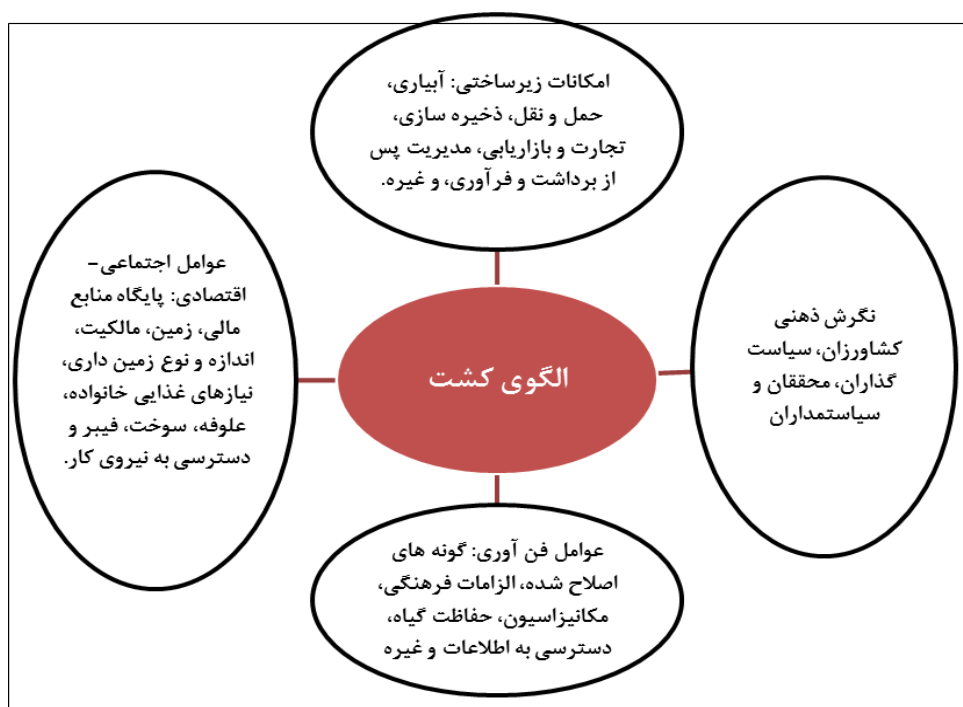 امکانات زیرساختی: آبیاری،
حمل و نقل، ذخیره سازی،
تجارت و بازاریابی، مدیریت پس
از برداشت و فرآوری، و غیره.
نگرش ذهنی
کشاورزان، سیاست
گذاران، محققان و
سیاستمداران
الگوی کشت
عوامل اجتماعی-
اقتصادی: پایگاه منابع
مالی، زمین، مالکیت،
اندازه و نوع زمین داری،
نیازهای غذایی خانواده،
علوفه، سوخت، فیبر و
دسترسی به نیروی کار.
عوامل فن آوری: گونه های
اصلاح شده، الزامات فرهنگی،
مکانیزاسیون، حفاظت گیاه،
دسترسی به اطلاعات و غیره